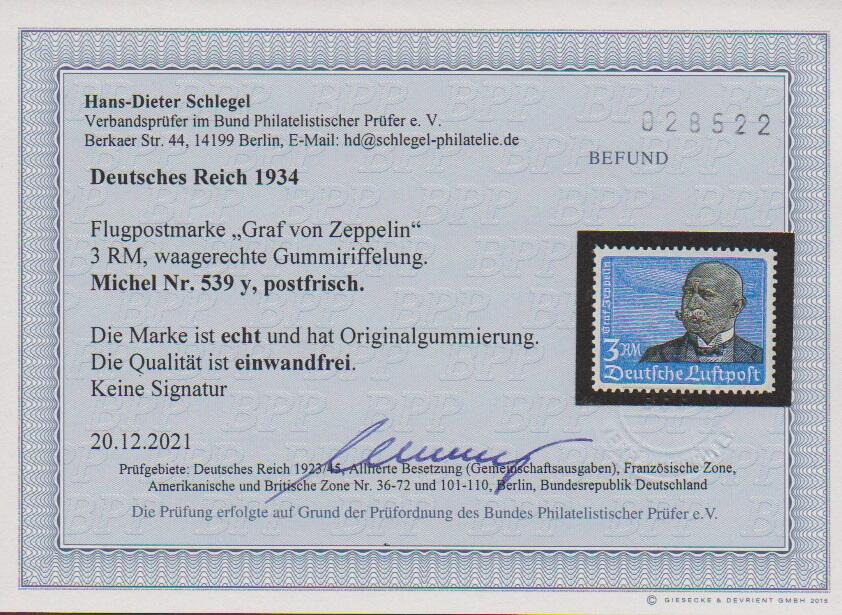 Hans-Dieter Schlegel
Verbandsprüfer im Bund Philatelistischer Prüfer e. V.
Berkaer Str. 44, 14199 Berlin, E-Mail: hd@schlegel-philatelie.de
028522
BEFUND
Deutsches Reich 1934
Flugpostmarke „Graf von Zeppelin“
3 RM, waagerechte Gummiriffelung.
Michel Nr. 539 y, postfrisch.
Graf Zeppelin
3 RM
Deutsche Luftpost
Die Marke ist echt und hat Originalgummierung.
Die Qualität ist einwandfrei.
Keine Signatur
20.12.2021
Prüfgebiete: Deutsches Reich 1923/45, Alliierte Besetzung (Gemeinschaftsausgaben), Französische Zone,
Amerikanische und Britische Zone Nr. 36-72 und 101-110, Berlin, Bundesrepublik Deutschland
Die Prüfung erfolgte auf Grund der Prüfordnung des Bundes Philatelistischer Prüfer e.V.
© GIESECKE & DEVRIENT GMBH 2015
BPP